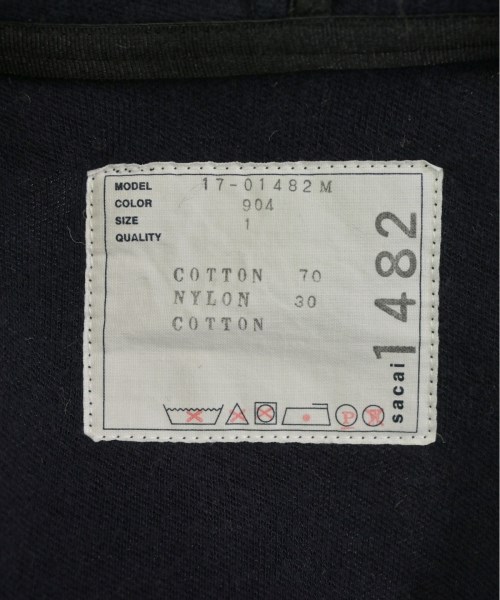 MODEL 17-01482M
COLOR 904
SIZE 1
QUALITY
COTTON 70
NYLON 30
COTTON
P
sacai 1482